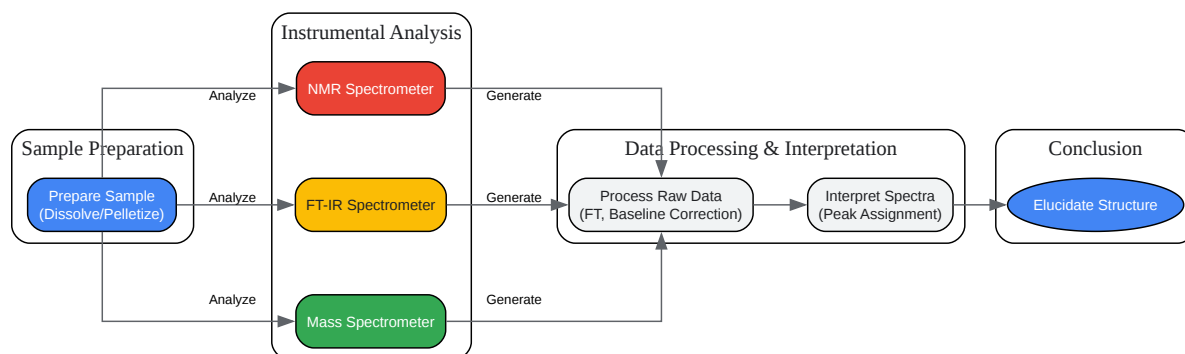 Instrumental Analysis
NMR Spectrometer
Analyze
Generate
Sample Preparation
Data Processing & Interpretation
Conclusion
Prepare Sample
(Dissolve/Pelletize)
Analyze
FT-IR Spectrometer
Generate
Process Raw Data
(FT, Baseline Correction)
Interpret Spectra
(Peak Assignment)
Elucidate Structure
Analyze
Mass Spectrometer
Generate